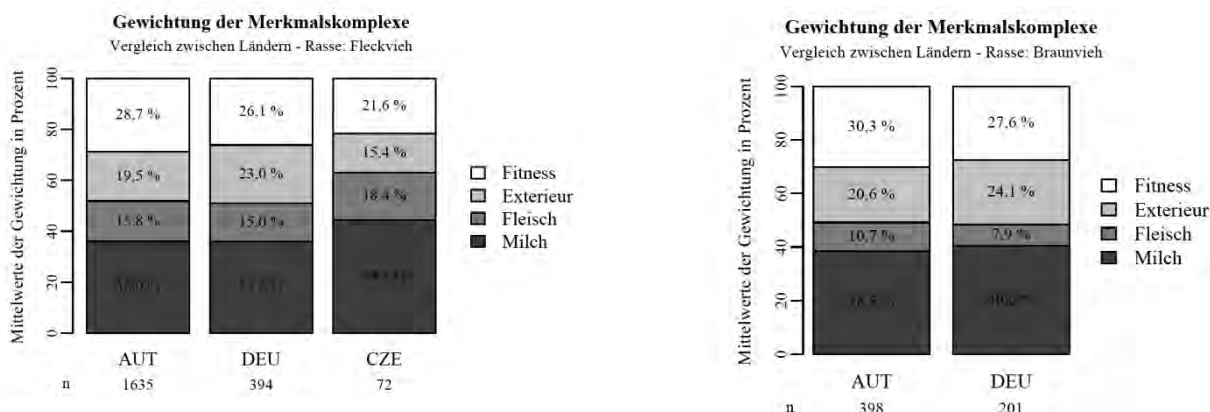 Gewichtung der Merkmalskomplexe
Vergleich zwischen Ländern - Rasse: Fleckvieh
Mittelwerte der Gewichtung in Prozent
100
80
60
40
20
0
28,7 %
26,1 %
21,6 %
19,5 %
23,0 %
15,4 %
15,8 %
15,0 %
18,4 %
Fitness
Exterieur
Fleisch
Milch
AUT DEU CZE
n 1635 394 72
Gewichtung der Merkmalskomplexe
Vergleich zwischen Ländern - Rasse: Braunvieh
Mittelwerte der Gewichtung in Prozent
100
80
60
40
20
0
30,3 %
27,6 %
20,6 %
24,1 %
10,7 %
7,9 %
Fitness
Exterieur
Fleisch
Milch
AUT DEU
n 398 201